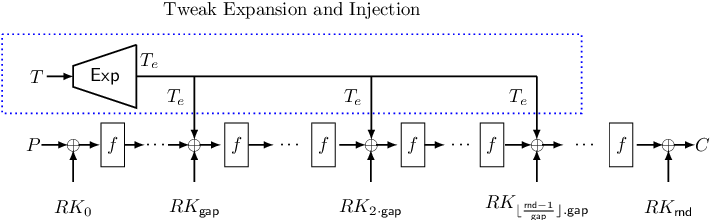 Tweak Expansion and Injection
T Exp T_e
T_e T_e T_e
P ⊕ f ··· ⊕ f ··· f ⊕ f ··· f ⊕ ··· f ⊕ C
RK_0 RK_gap RK_{2·gap} RK_{⌊\frac{rnd−1}{gap}⌋.gap} RK_rnd